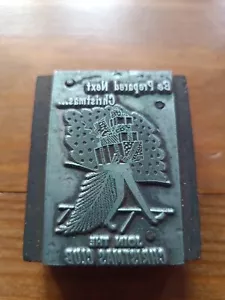 Be Prepared Next
Christmas...
JOIN THE
CHRISTMAS CLUB